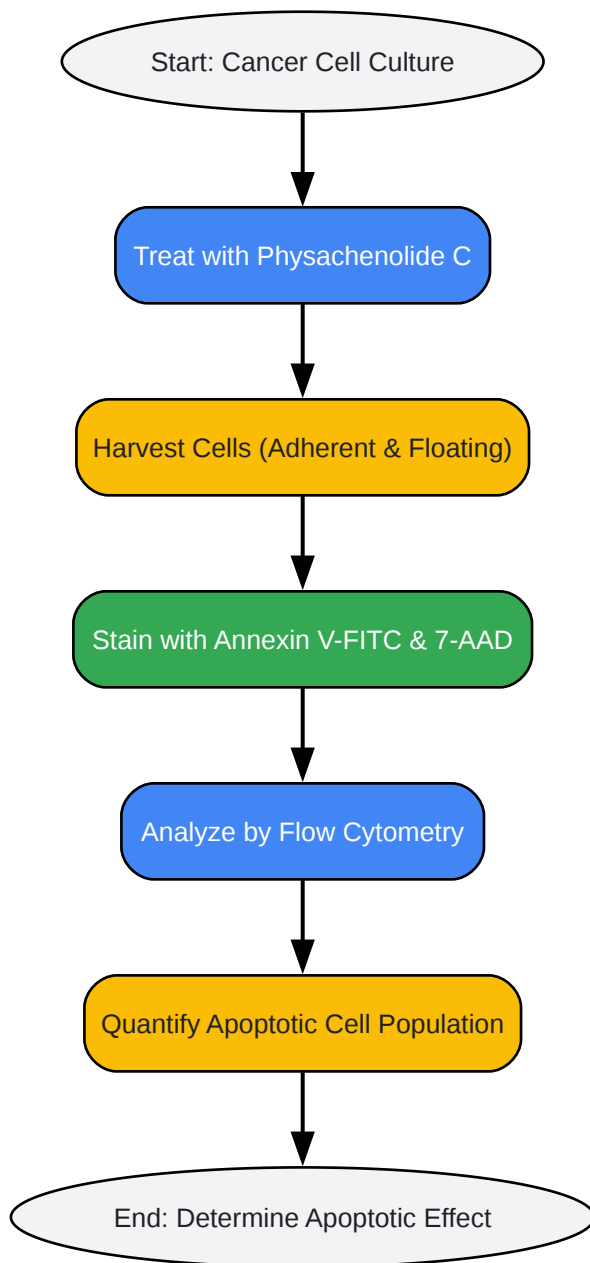 Start: Cancer Cell Culture
Treat with Physachenolide C
Harvest Cells (Adherent & Floating)
Stain with Annexin V-FITC & 7-AAD
Analyze by Flow Cytometry
Quantify Apoptotic Cell Population
End: Determine Apoptotic Effect